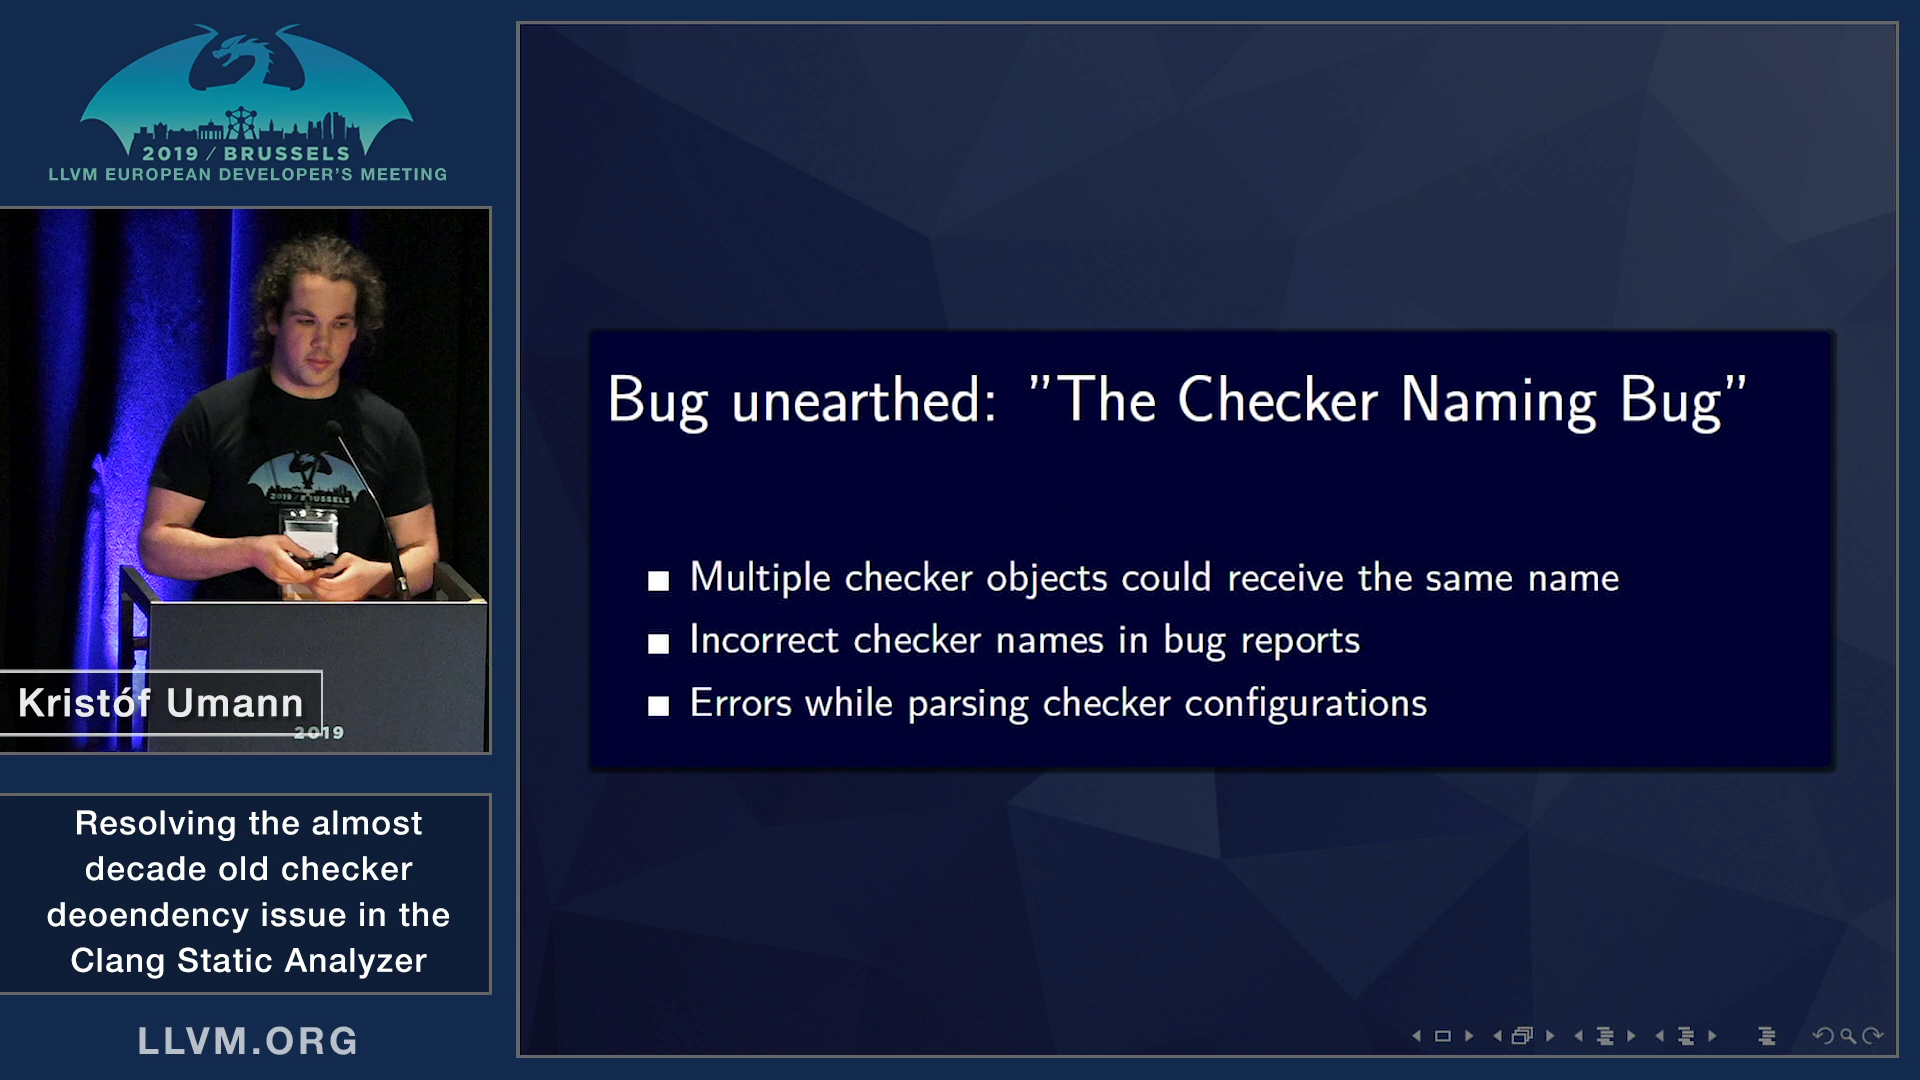 2019 / BRUSSELS
LLVM EUROPEAN DEVELOPER'S MEETING
2019 / BRUSSELS
Kristóf Umann
2019
Resolving the almost
decade old checker
deoendency issue in the
Clang Static Analyzer
LLVM.ORG
Bug unearthed: ”The Checker Naming Bug”
Multiple checker objects could receive the same name
Incorrect checker names in bug reports
Errors while parsing checker configurations